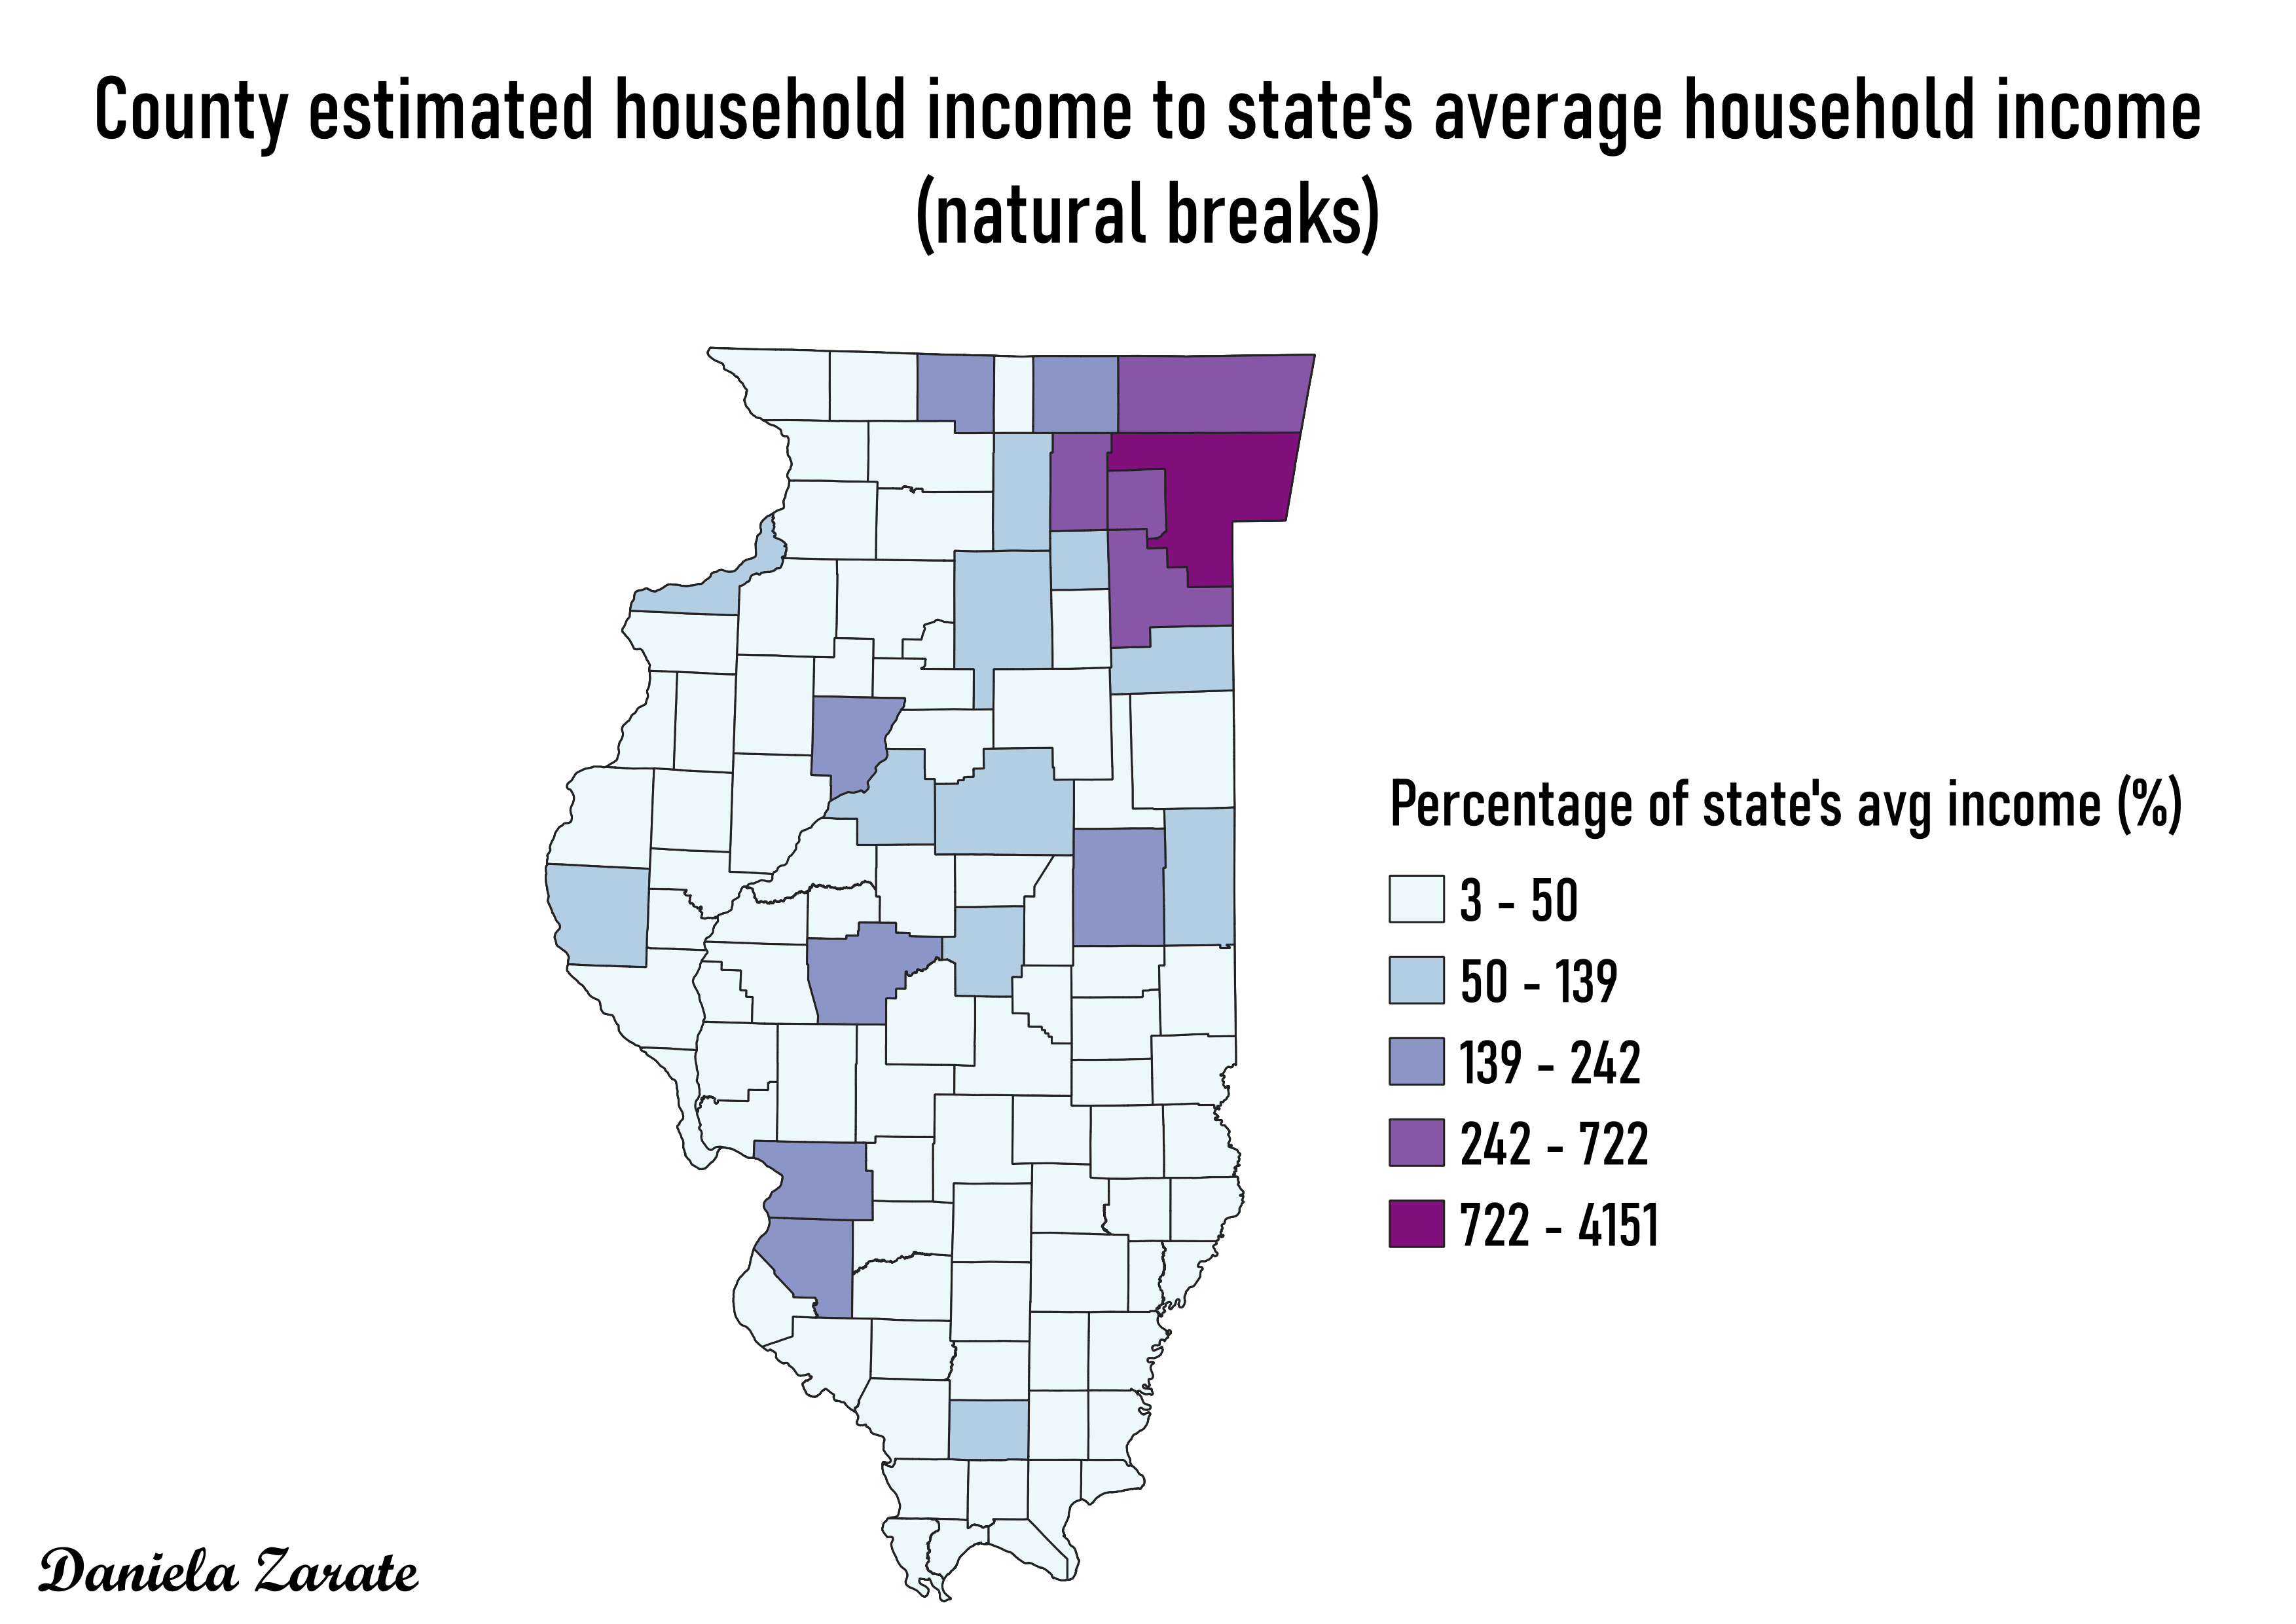 County estimated household income to state's average household income
(natural breaks)
Percentage of state's avg income (%)
3 - 50
50 - 139
139 - 242
242 - 722
722 - 4151
Daniela Zarate